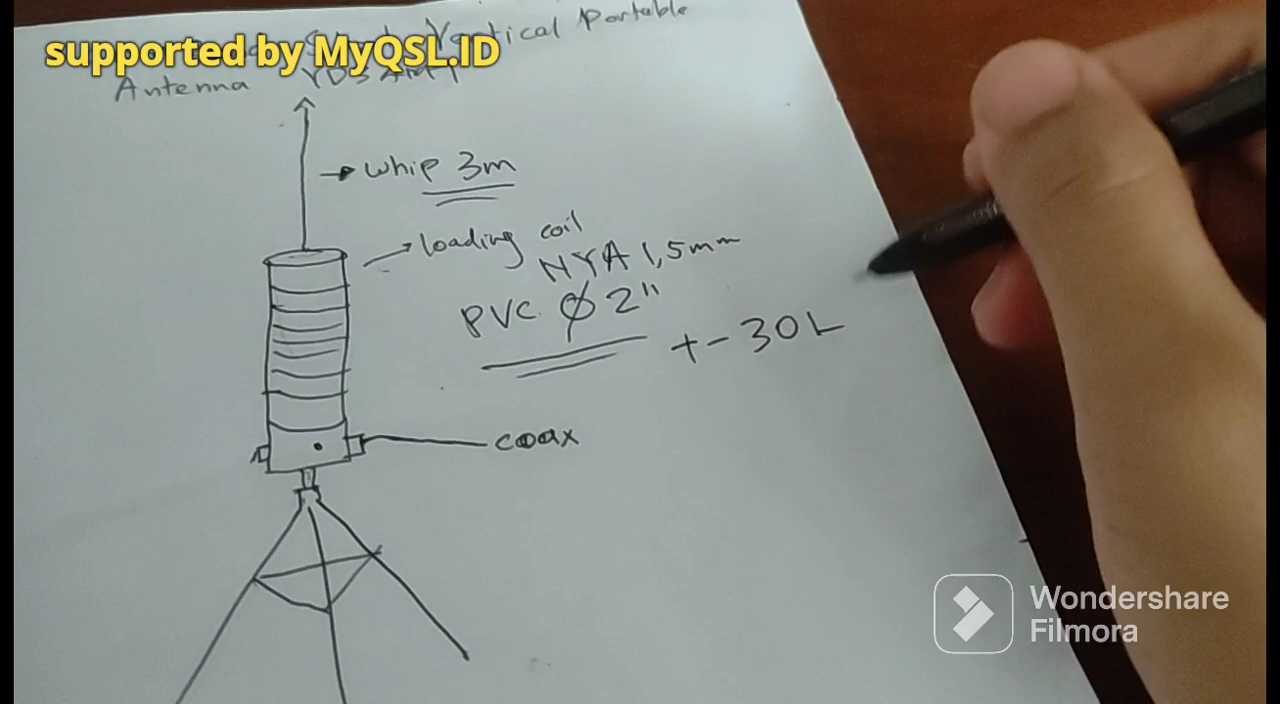 supported by MyQSL.ID
Vertical Portable
Antenna
whip 3m
loading coil
NYA 1,5mm
PVC Ø 2"
+- 30 L
coax
Wondershare
Filmora